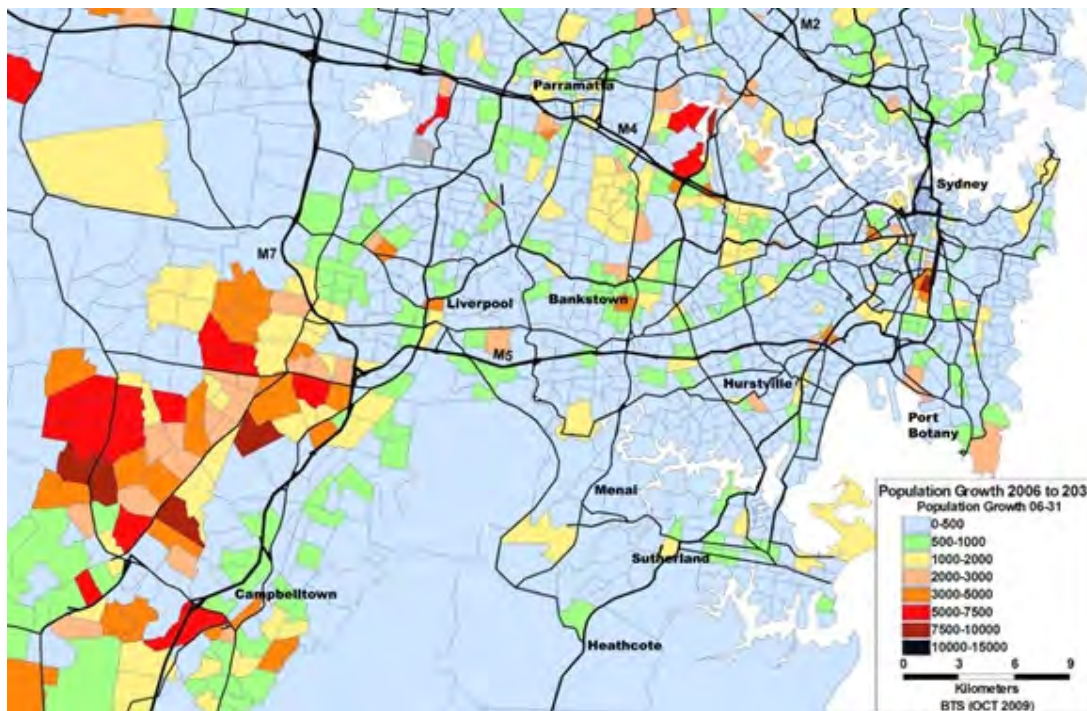 M2
Parramatta
M4
Sydney
M7
Liverpool
Bankstown
M5
Hurstville
Port
Botany
Menai
Sutherland
Campbelltown
Heathcote
Population Growth 2006 to 203
Population Growth 06-31
0-500
500-1000
1000-2000
2000-3000
3000-5000
5000-7500
7500-10000
10000-15000
0 3 6 9
Kilometers
BTS (OCT 2009)